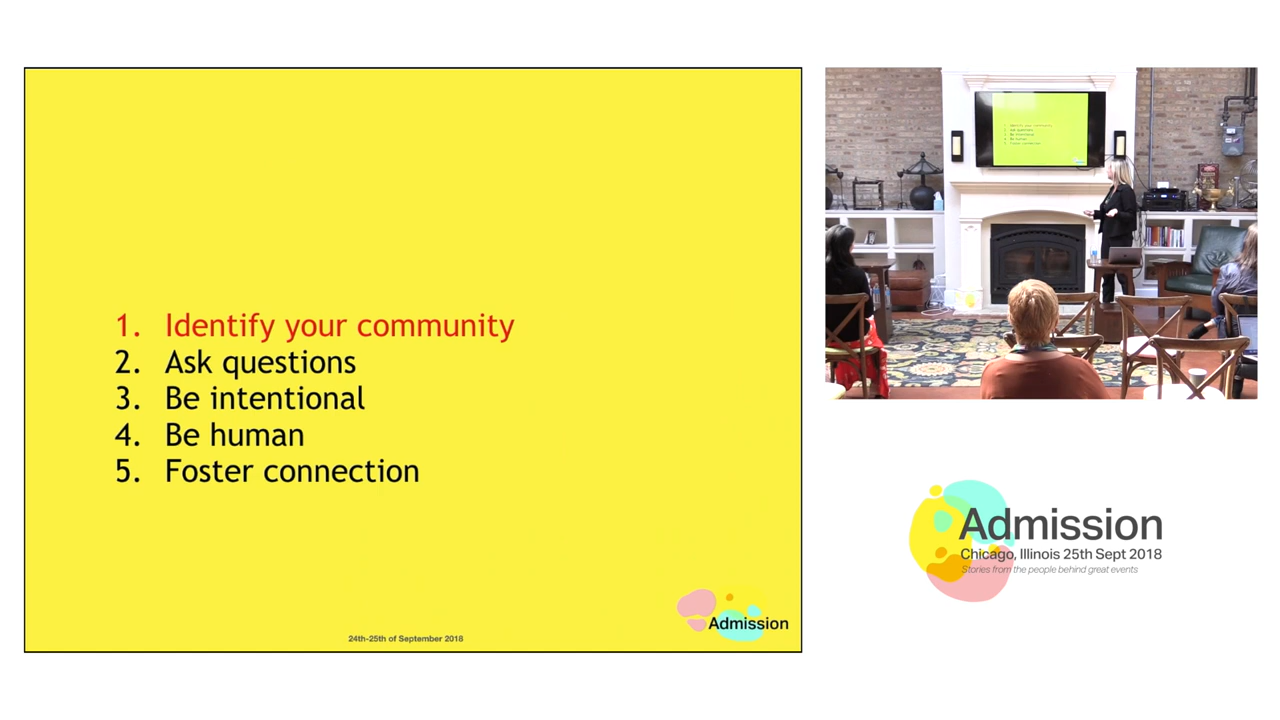 1. Identify your community
2. Ask questions
3. Be intentional
4. Be human
5. Foster connection
24th-25th of September 2018
Admission
Admission
Chicago, Illinois 25th Sept 2018
Stories from the people behind great events